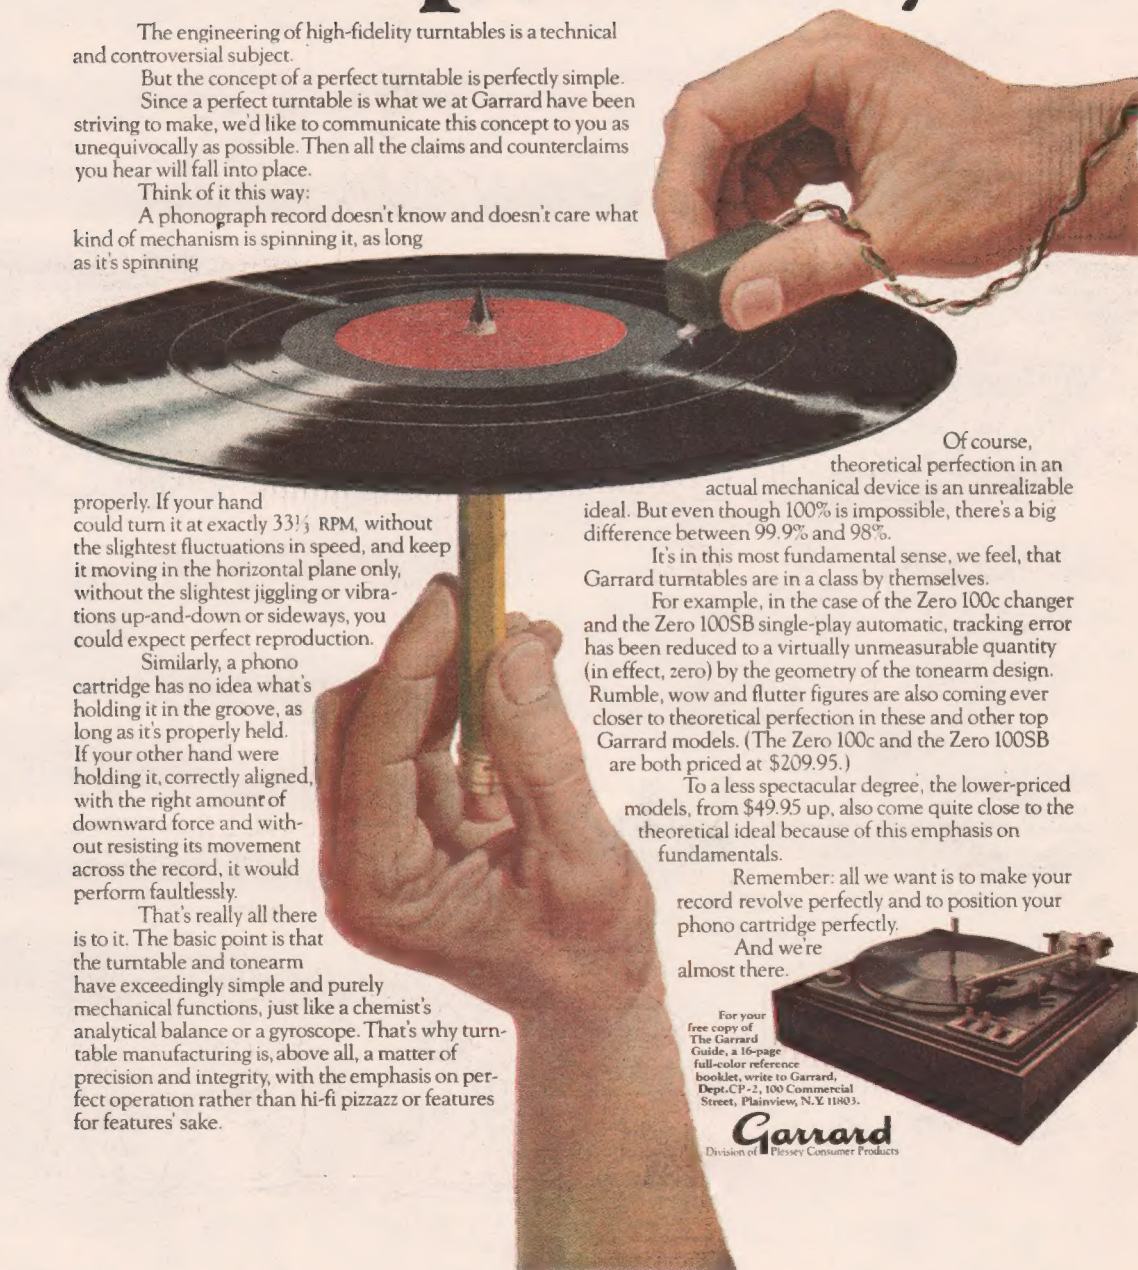 The engineering of high-fidelity turntables is a technical
and controversial subject.
But the concept of a perfect turntable is perfectly simple.
Since a perfect turntable is what we at Garrard have been
striving to make, we'd like to communicate this concept to you as
unequivocally as possible. Then all the claims and counterclaims
you hear will fall into place.
Think of it this way:
A phonograph record doesn't know and doesn't care what
kind of mechanism is spinning it, as long
as it's spinning
properly. If your hand
could turn it at exactly 33⅓ RPM, without
the slightest fluctuations in speed, and keep
it moving in the horizontal plane only,
without the slightest jiggling or vibra-
tions up-and-down or sideways, you
could expect perfect reproduction.
Similarly, a phono
cartridge has no idea what's
holding it in the groove, as
long as it's properly held.
If your other hand were
holding it, correctly aligned,
with the right amount of
downward force and with-
out resisting its movement
across the record, it would
perform faultlessly.
That's really all there
is to it. The basic point is that
the turntable and tonearm
have exceedingly simple and purely
mechanical functions, just like a chemist's
analytical balance or a gyroscope. That's why turn-
table manufacturing is, above all, a matter of
precision and integrity, with the emphasis on per-
fect operation rather than hi-fi pizzazz or features
for features' sake.
Of course,
theoretical perfection in an
actual mechanical device is an unrealizable
ideal. But even though 100% is impossible, there's a big
difference between 99.9% and 98%.
It's in this most fundamental sense, we feel, that
Garrard turntables are in a class by themselves.
For example, in the case of the Zero 100c changer
and the Zero 100SB single-play automatic, tracking error
has been reduced to a virtually unmeasurable quantity
(in effect, zero) by the geometry of the tonearm design.
Rumble, wow and flutter figures are also coming ever
closer to theoretical perfection in these and other top
Garrard models. (The Zero 100c and the Zero 100SB
are both priced at $209.95.)
To a less spectacular degree, the lower-priced
models, from $49.95 up, also come quite close to the
theoretical ideal because of this emphasis on
fundamentals.
Remember: all we want is to make your
record revolve perfectly and to position your
phono cartridge perfectly.
And we're
almost there.
For your
free copy of
The Garrard
Guide, a 16-page
full-color reference
booklet, write to Garrard,
Dept. CP-2, 100 Commercial
Street, Plainview, N.Y. 11803.
Garrard
Division of Plessey Consumer Products